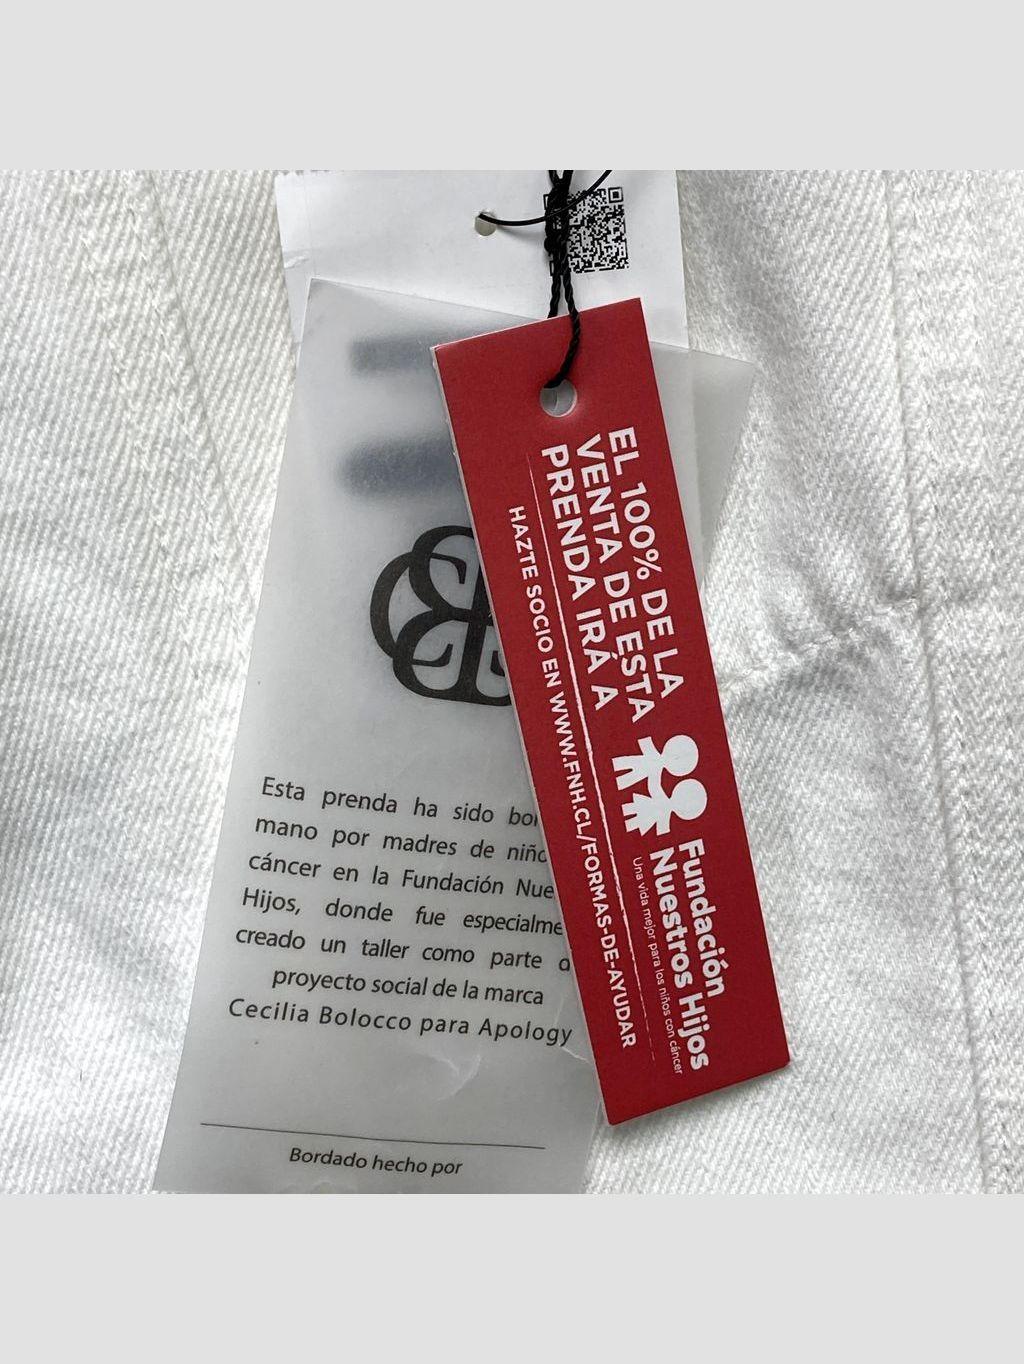 Esta prenda ha sido
mano por madres de
cáncer en la Fundación
Hijos, donde fue
creado un taller como parte
proyecto social de la marca
Cecilia Bolocco para Apology
Bordado hecho por
EL 100% DE LA
VENTA DE ESTA
PRENDA IRÁ A
HAZTE SOCIO EN WWW.FNH.CL/FORMAS-DE-AYUDAR
Fundación
Nuestros Hijos
Una vida mejor para los niños con cáncer